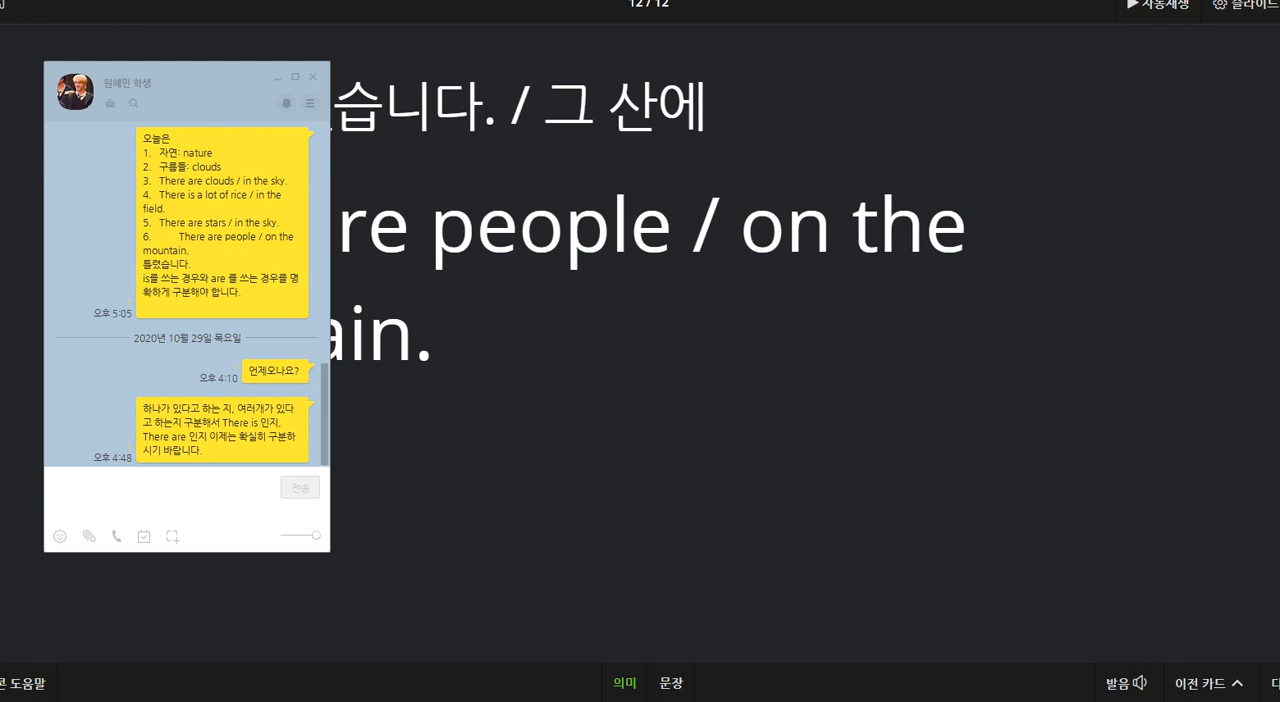 12 / 12
▶ 자동재생
슬라이드
원혜민 학생
습니다. / 그 산에
re people / on the
ain.
오늘은
1. 자연: nature
2. 구름들: clouds
3. There are clouds / in the sky.
4. There is a lot of rice / in the
field.
5. There are stars / in the sky.
6. There are people / on the
mountain.
틀렸습니다.
is를 쓰는 경우와 are 를 쓰는 경우를 명
확하게 구분해야 합니다.
오후 5:05
2020년 10월 29일 목요일
언제오나요?
오후 4:10
하나가 있다고 하는 지, 여러개가 있다
고 하는지 구분해서 There is 인지,
There are 인지 이제는 확실히 구분하
시기 바랍니다.
오후 4:48
전송
도움말
의미
문장
발음
이전 카드